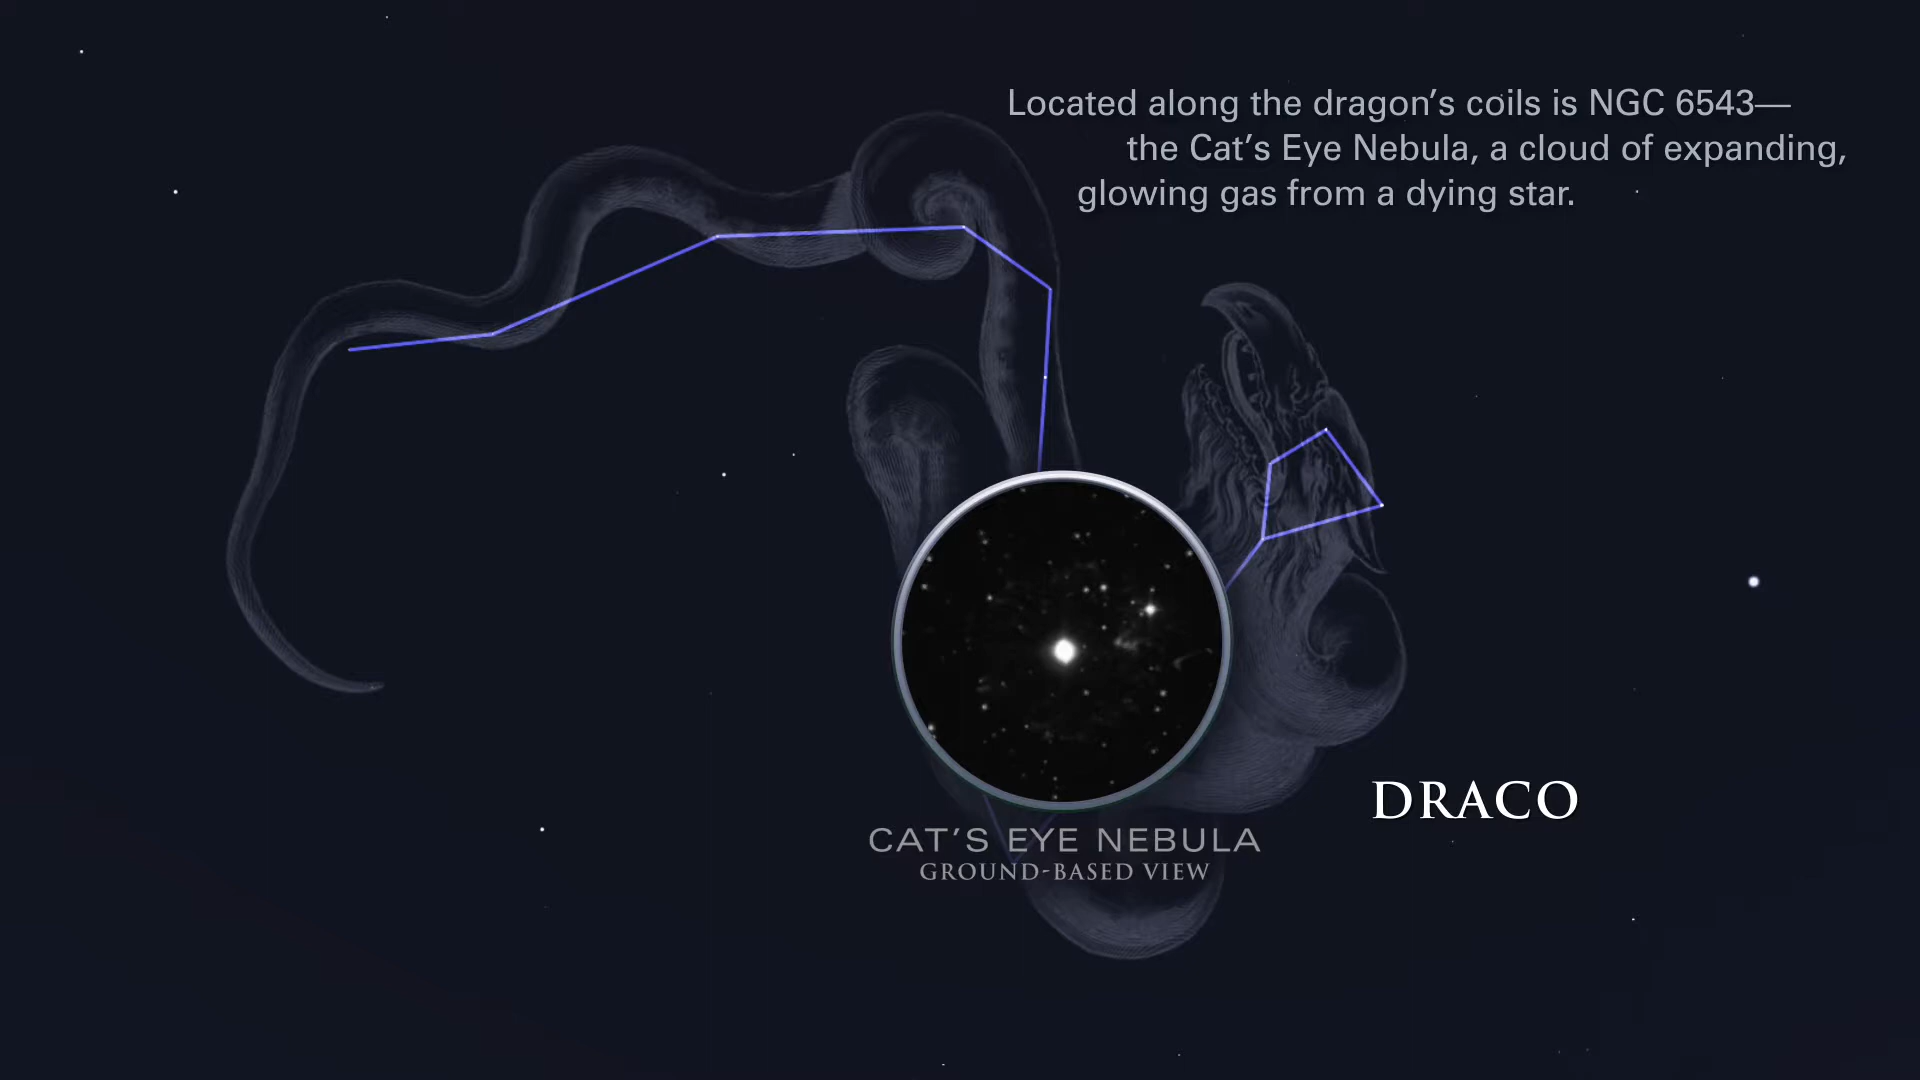 Located along the dragon’s coils is NGC 6543—
the Cat’s Eye Nebula, a cloud of expanding,
glowing gas from a dying star.
DRACO
CAT’S EYE NEBULA
GROUND-BASED VIEW